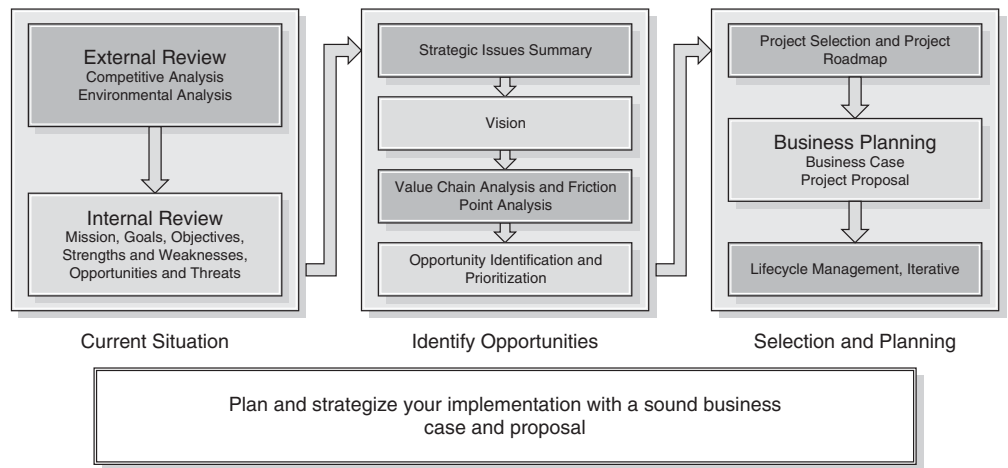 External Review
Competitive Analysis
Environmental Analysis
Internal Review
Mission, Goals, Objectives,
Strengths and Weaknesses,
Opportunities and Threats
Current Situation
Strategic Issues Summary
Vision
Value Chain Analysis and Friction
Point Analysis
Opportunity Identification and
Prioritization
Identify Opportunities
Project Selection and Project
Roadmap
Business Planning
Business Case
Project Proposal
Lifecycle Management, Iterative
Selection and Planning
Plan and strategize your implementation with a sound business
case and proposal